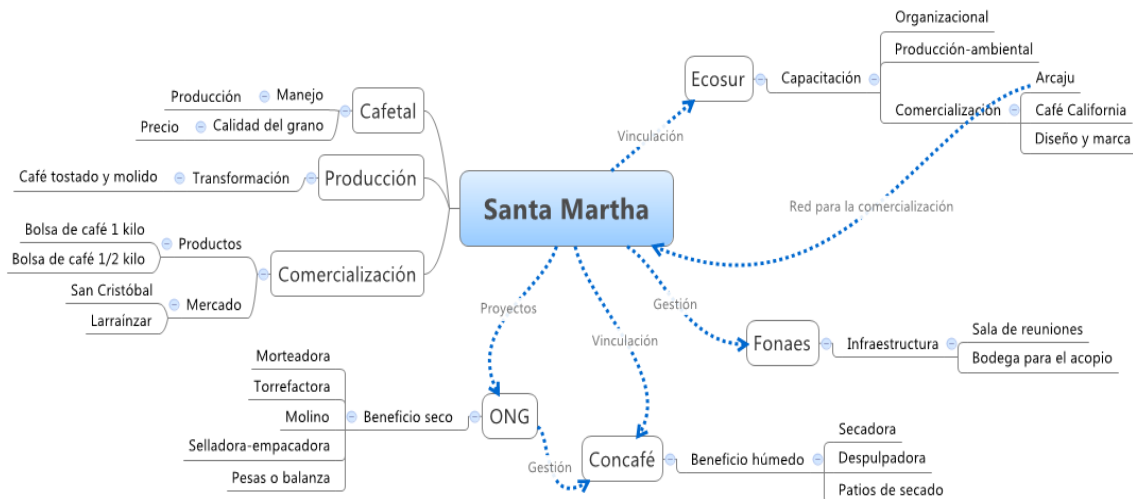 Santa Martha
Cafetal
Manejo
Producción
Calidad del grano
Precio
Producción
Transformación
Café tostado y molido
Comercialización
Productos
Bolsa de café 1 kilo
Bolsa de café 1/2 kilo
Mercado
San Cristóbal
Larraínzar
Vinculación
Ecosur
Capacitación
Organizacional
Producción-ambiental
Comercialización
Arcaju
Café California
Diseño y marca
Red para la comercialización
Gestión
Fonaes
Infraestructura
Sala de reuniones
Bodega para el acopio
Proyectos
ONG
Beneficio seco
Morteadora
Torrefactora
Molino
Selladora-empacadora
Pesas o balanza
Gestión
Vinculación
Concafé
Beneficio húmedo
Secadora
Despulpadora
Patios de secado